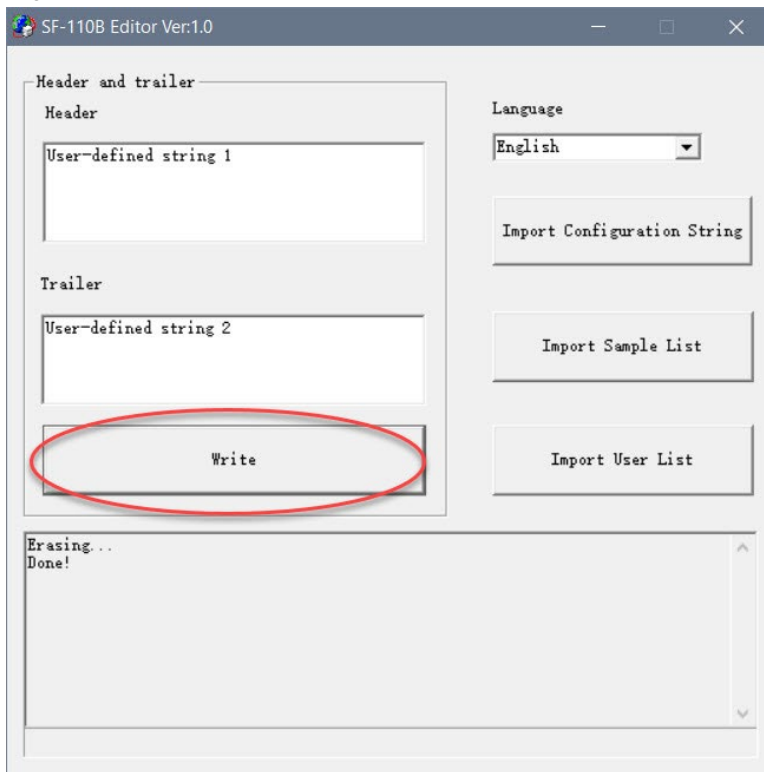 SF-110B Editor Ver:1.0
Header and trailer
Header
User-defined string 1
Trailer
User-defined string 2
Write
Language
English
Import Configuration String
Import Sample List
Import User List
Erasing...
Done!